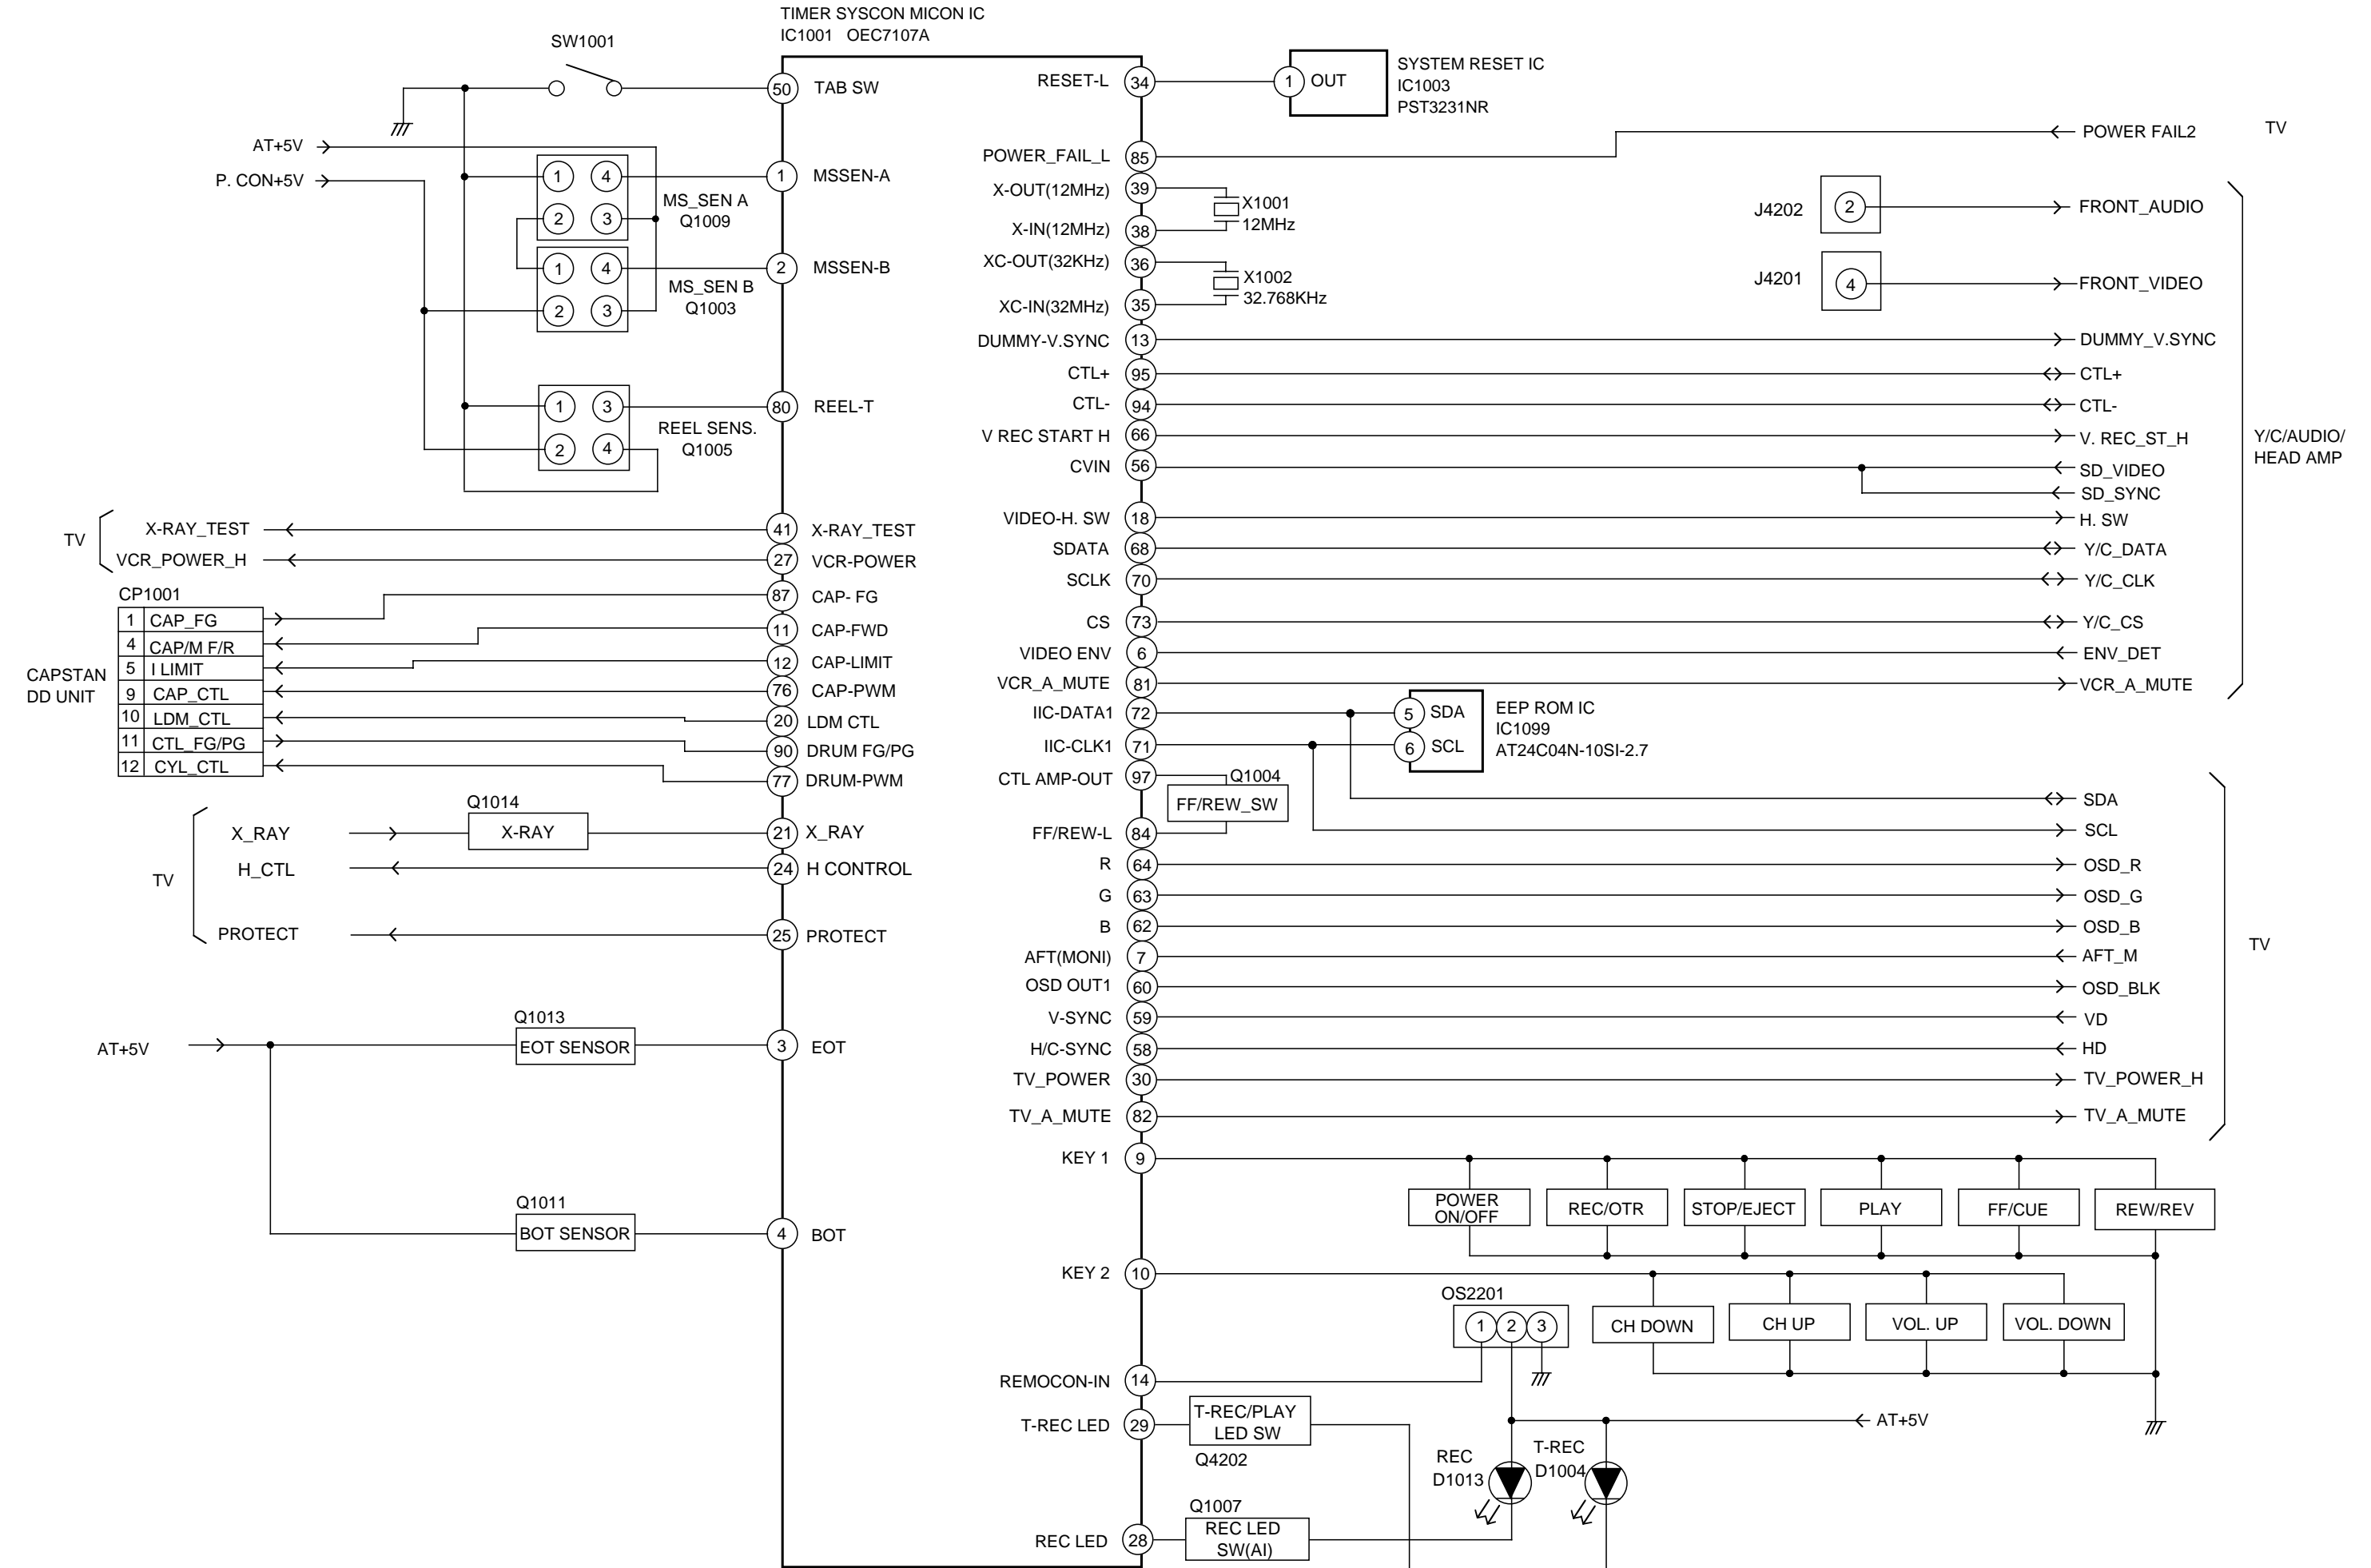 TIMER SYSCON MICON IC
IC1001 OEC7107A
SW1001
50 TAB SW
AT+5V
P. CON+5V
1 4
2 3
MS_SEN A
Q1009
1 MSSEN-A
1 4
2 3
MS_SEN B
Q1003
2 MSSEN-B
1 3
2 4
REEL SENS.
Q1005
80 REEL-T
TV
X-RAY_TEST
41 X-RAY_TEST
VCR_POWER_H
27 VCR-POWER
CP1001
CAPSTAN
DD UNIT
1 CAP_FG
4 CAP/M F/R
5 I LIMIT
9 CAP_CTL
10 LDM_CTL
11 CTL_FG/PG
12 CYL_CTL
87 CAP- FG
11 CAP-FWD
12 CAP-LIMIT
76 CAP-PWM
20 LDM CTL
90 DRUM FG/PG
77 DRUM-PWM
TV
X_RAY
Q1014
X-RAY
21 X_RAY
H_CTL
24 H CONTROL
PROTECT
25 PROTECT
AT+5V
Q1013
EOT SENSOR
3 EOT
Q1011
BOT SENSOR
4 BOT
RESET-L 34
1 OUT
SYSTEM RESET IC
IC1003
PST3231NR
POWER_FAIL_L 85
POWER FAIL2
TV
X-OUT(12MHz) 39
X-IN(12MHz) 38
X1001
12MHz
XC-OUT(32KHz) 36
XC-IN(32MHz) 35
X1002
32.768KHz
J4202
2
FRONT_AUDIO
J4201
4
FRONT_VIDEO
DUMMY-V.SYNC 13
DUMMY_V.SYNC
CTL+ 95
CTL+
CTL- 94
CTL-
V REC START H 66
V. REC_ST_H
CVIN 56
SD_VIDEO
SD_SYNC
VIDEO-H. SW 18
H. SW
SDATA 68
Y/C_DATA
SCLK 70
Y/C_CLK
CS 73
Y/C_CS
VIDEO ENV 6
ENV_DET
VCR_A_MUTE 81
VCR_A_MUTE
Y/C/AUDIO/
HEAD AMP
IIC-DATA1 72
IIC-CLK1 71
5 SDA
6 SCL
EEP ROM IC
IC1099
AT24C04N-10SI-2.7
CTL AMP-OUT 97
Q1004
FF/REW_SW
FF/REW-L 84
SDA
SCL
R 64
OSD_R
G 63
OSD_G
B 62
OSD_B
AFT(MONI) 7
AFT_M
OSD OUT1 60
OSD_BLK
V-SYNC 59
VD
H/C-SYNC 58
HD
TV_POWER 30
TV_POWER_H
TV_A_MUTE 82
TV_A_MUTE
TV
KEY 1 9
POWER
ON/OFF
REC/OTR
STOP/EJECT
PLAY
FF/CUE
REW/REV
KEY 2 10
OS2201
1 2 3
CH DOWN
CH UP
VOL. UP
VOL. DOWN
REMOCON-IN 14
T-REC LED 29
T-REC/PLAY
LED SW
Q4202
AT+5V
REC
D1013
T-REC
D1004
REC LED 28
Q1007
REC LED
SW(AI)